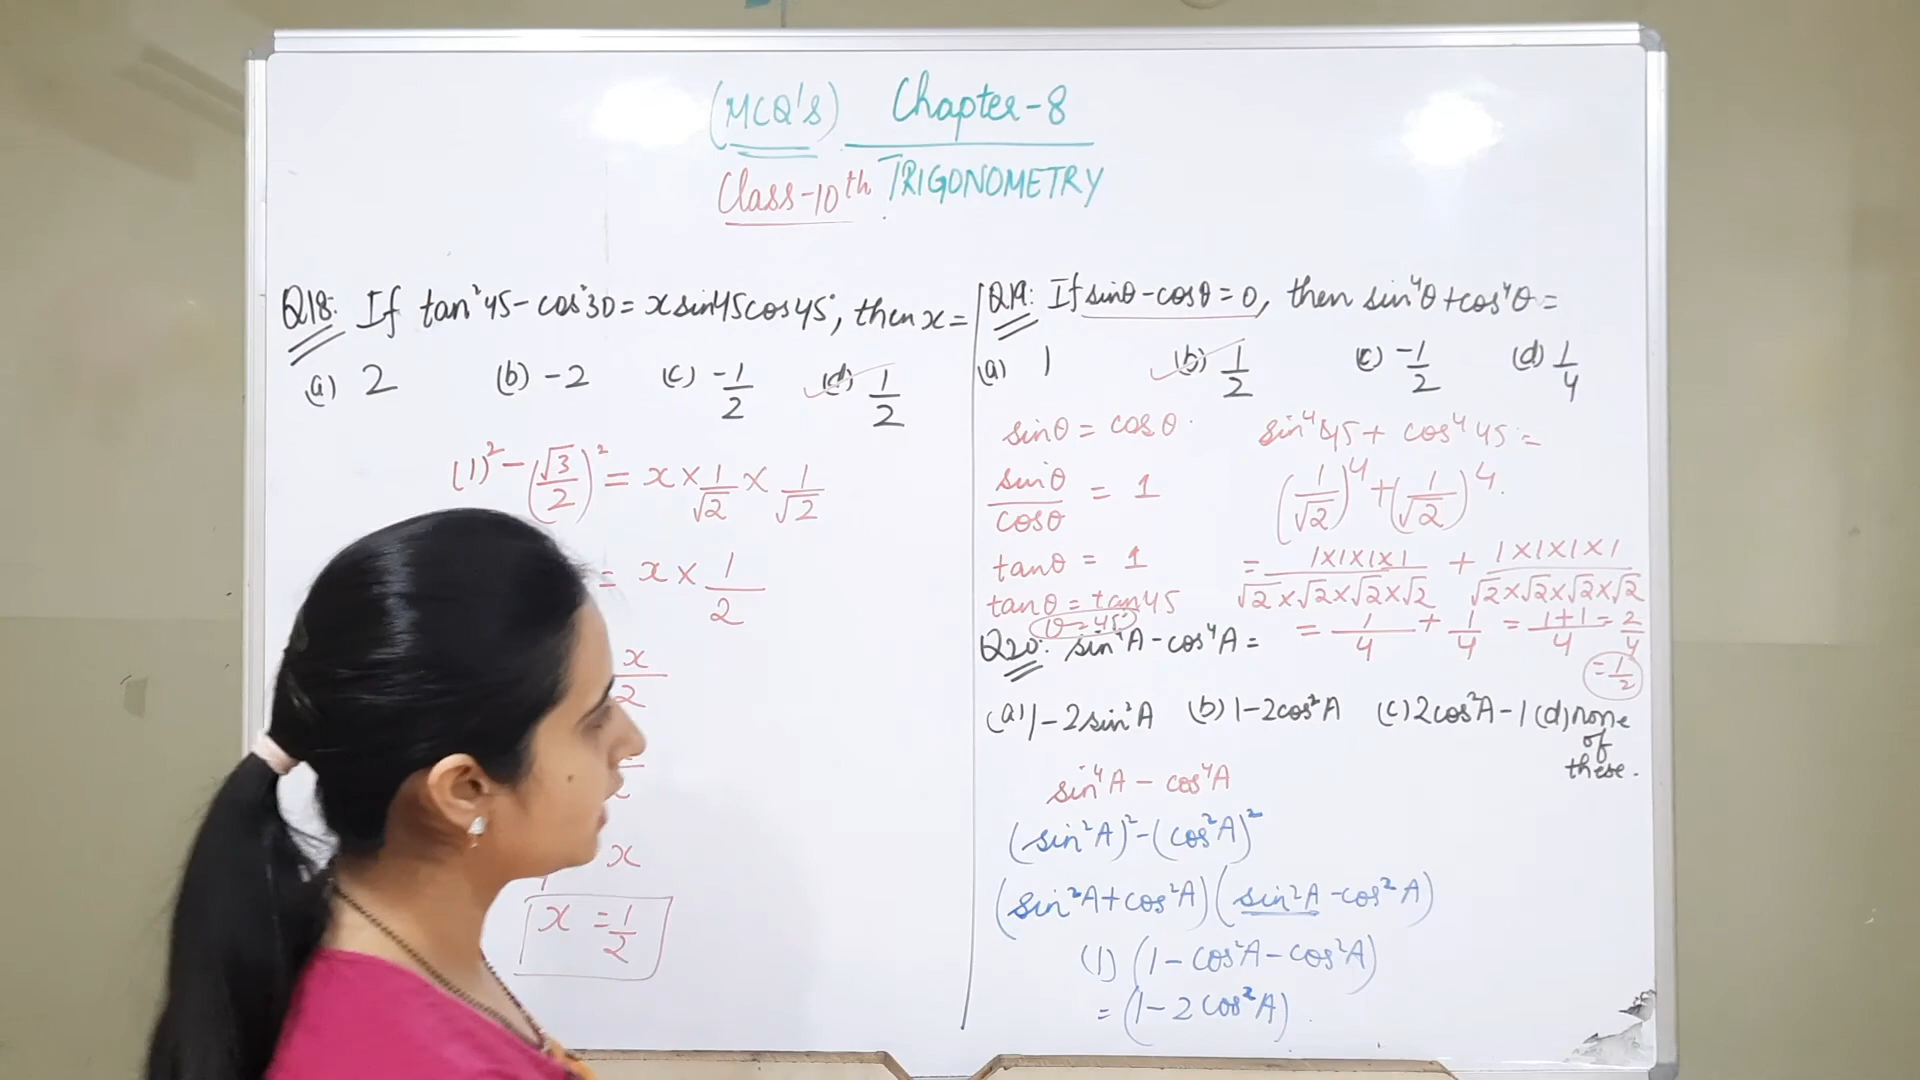 (MCQ's) Chapter-8
Class-10th TRIGONOMETRY
Q18: If tan²45-cos²30=x sin45cos45°, then x=
(a) 2 (b) -2 (c) -1/2 (d) 1/2
(1)² - (√3/2)² = x × 1/√2 × 1/√2
= x × 1/2
x/2
x
x = 1/2
Q19: If sinθ-cosθ=0, then sin⁴θ+cos⁴θ=
(a) 1 (b) 1/2 (c) -1/2 (d) 1/4
sinθ = cosθ
sinθ/cosθ = 1
tanθ = 1
tanθ = tan45
θ=45°
sin⁴45 + cos⁴45 =
(1/√2)⁴ + (1/√2)⁴
= 1×1×1×1/√2×√2×√2×√2 + 1×1×1×1/√2×√2×√2×√2
= 1/4 + 1/4 = 1+1/4 = 2/4
= 1/2
Q20: sin⁴A - cos⁴A =
(a) 1-2sin²A (b) 1-2cos²A (c) 2cos²A-1 (d) none
of
these.
sin⁴A - cos⁴A
(sin²A)²-(cos²A)²
(sin²A+cos²A)(sin²A-cos²A)
(1) (1-cos²A-cos²A)
= (1-2cos²A)